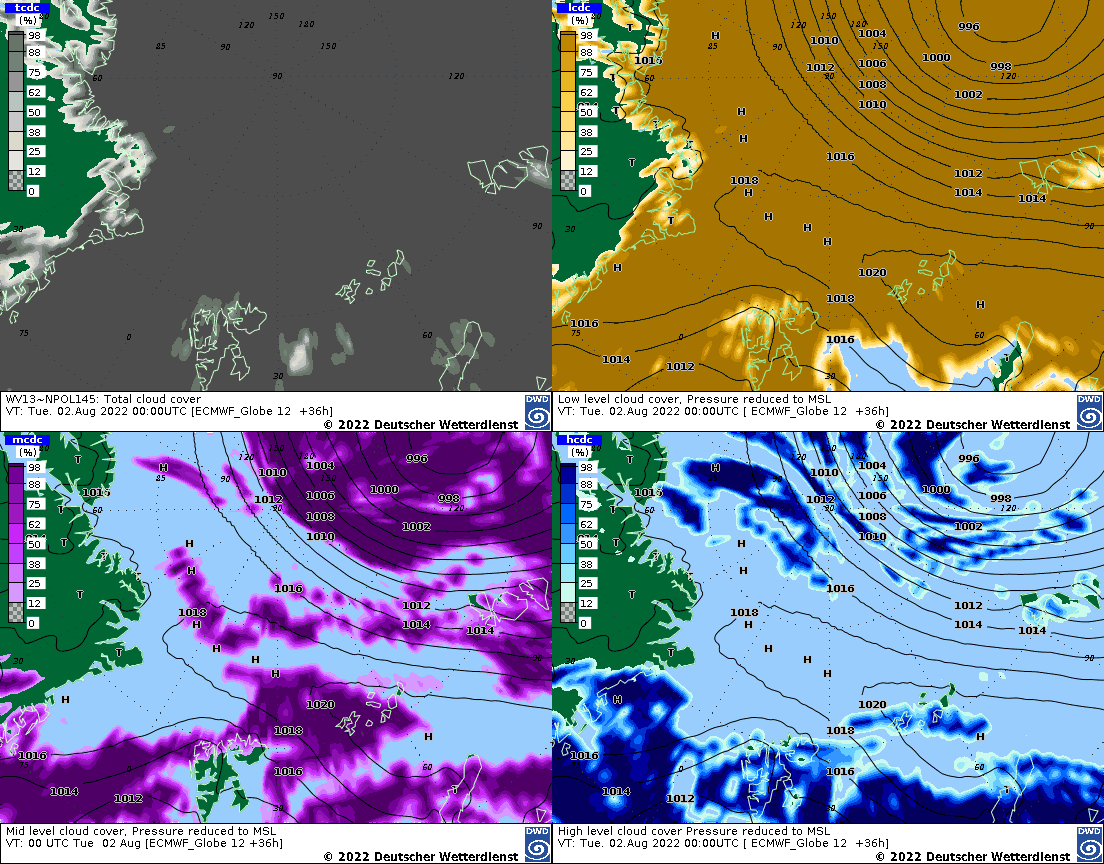 tcdc
(%)
98
88
75
62
50
38
25
12
0
120
150
180
85
90
150
60
90
120
90
30
75
0
60
30
WV13~NPOL145: Total cloud cover
VT: Tue. 02.Aug 2022 00:00UTC [ECMWF_Globe 12 +36h]
© 2022 Deutscher Wetterdienst
DWD
lcdc
(%)
98
88
75
62
50
38
25
12
0
T
H
120
150
180
85
90
150
1010
1004
996
1015
1012
1006
1000
998
T
60
90
1008
120
1010
1002
T
H
T
H
T
1016
1018
1012
H
1014
1014
T
H
30
H
90
H
H
1020
1018
H
1016
0
1016
60
1014
1012
T
30
Low level cloud cover, Pressure reduced to MSL
VT: Tue. 02.Aug 2022 00:00UTC [ ECMWF_Globe 12 +36h]
© 2022 Deutscher Wetterdienst
DWD
mcdc
(%)
98
88
75
62
50
38
25
12
0
T
H
120
150
180
85
90
150
1010
1004
996
1015
1012
1006
1000
998
T
60
90
1008
120
1010
1002
T
H
T
H
T
1016
1018
1012
H
1014
1014
T
H
30
H
90
H
H
1020
1018
H
1016
75
0
1016
60
1014
1012
30
Mid level cloud cover, Pressure reduced to MSL
VT: 00 UTC Tue 02 Aug [ECMWF_Globe 12 +36h]
© 2022 Deutscher Wetterdienst
DWD
hcdc
(%)
98
88
75
62
50
38
25
12
0
T
H
120
150
180
85
90
150
1010
1004
996
1015
1012
1006
1000
998
T
60
90
1008
120
1010
1002
T
H
T
H
T
1016
1018
1012
H
1014
1014
T
H
30
H
90
H
H
1020
1018
H
1016
0
1016
60
1014
1012
T
30
High level cloud cover Pressure reduced to MSL
VT: Tue. 02.Aug 2022 00:00UTC [ ECMWF_Globe 12 +36h]
© 2022 Deutscher Wetterdienst
DWD